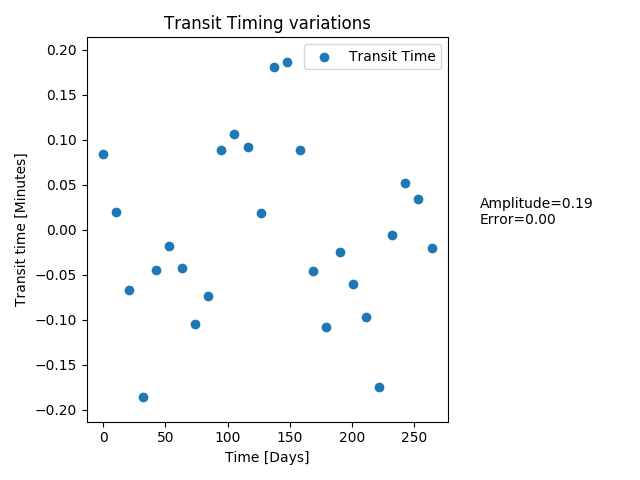 Transit Timing variations
Transit Time
Transit time [Minutes]
0.20
0.15
0.10
0.05
0.00
−0.05
−0.10
−0.15
−0.20
0 50 100 150 200 250
Time [Days]
Amplitude=0.19
Error=0.00